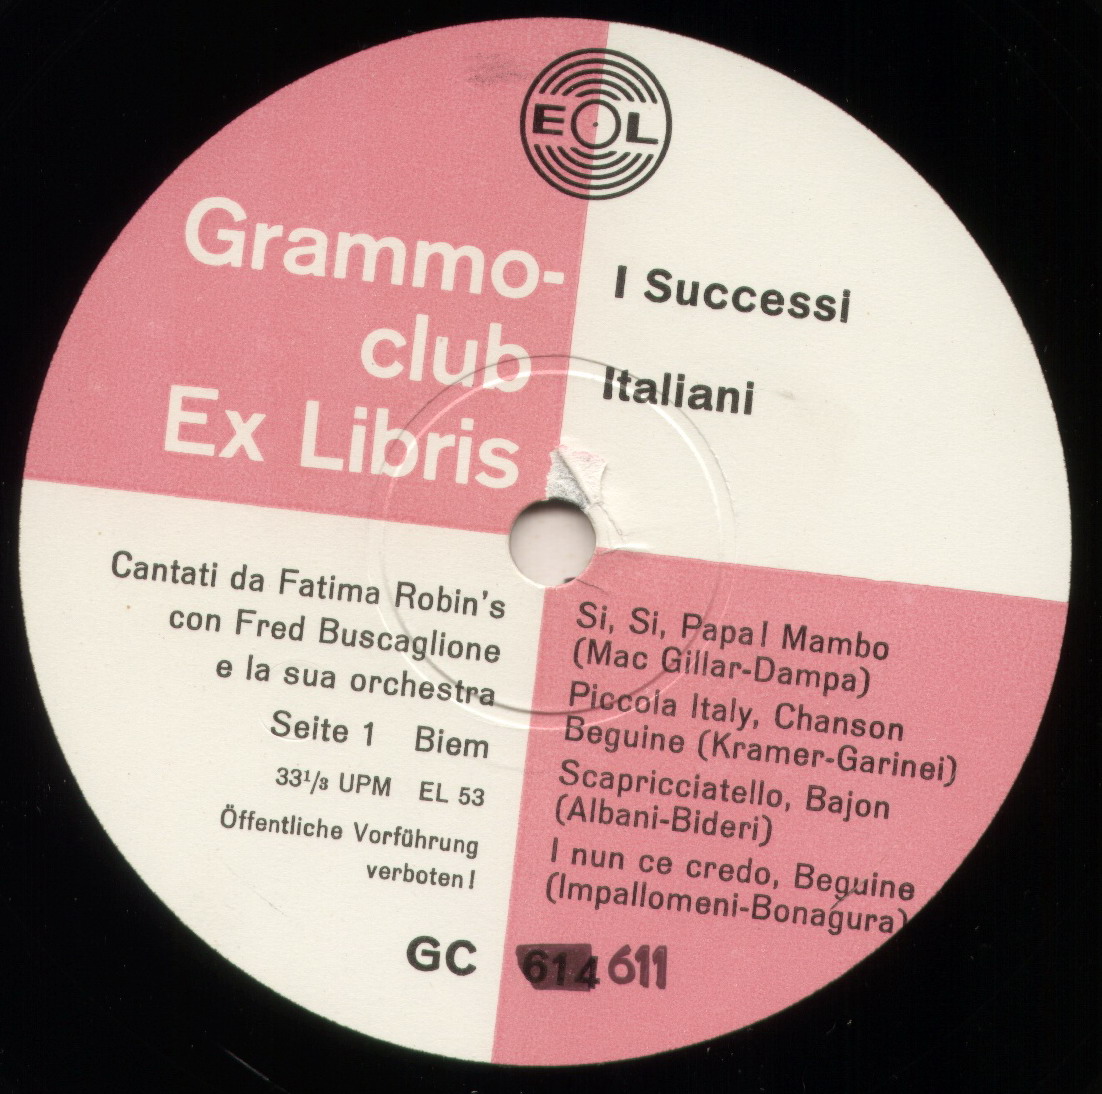 EOL
Grammo-
club
Ex Libris
I Successi
Italiani
Cantati da Fatima Robin's
con Fred Buscaglione
e la sua orchestra
Seite 1 Biem
33¹/₃ UPM EL 53
Öffentliche Vorführung
verboten!
Si, Si, Papa! Mambo
(Mac Gillar-Dampa)
Piccola Italy, Chanson
Beguine (Kramer-Garinei)
Scapricciatello, Bajon
(Albani-Bideri)
I nun ce credo, Beguine
(Impallomeni-Bonagura)
GC 614 611